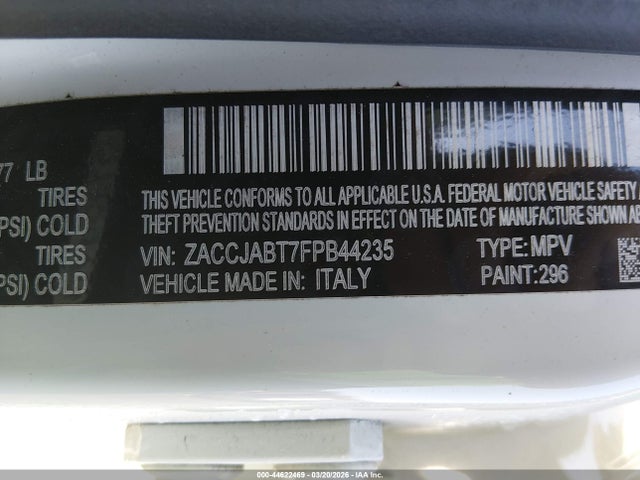 77 LB
TIRES
PSI) COLD
TIRES
PSI) COLD
THIS VEHICLE CONFORMS TO ALL APPLICABLE U.S.A. FEDERAL MOTOR VEHICLE SAFETY
THEFT PREVENTION STANDARDS IN EFFECT ON THE DATE OF MANUFACTURE SHOWN AB
VIN: ZACCJABT7FPB44235 TYPE: MPV
VEHICLE MADE IN: ITALY PAINT:296
000-44622469 | 03/20/2026 | IAA Inc.